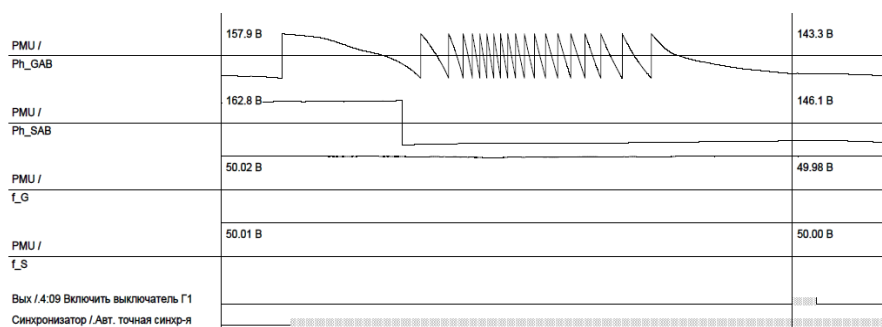 157.9 В 143.3 В
PMU /
Ph_GAB
162.8 В 146.1 В
PMU /
Ph_SAB
50.02 В 49.98 В
PMU /
f_G
50.01 В 50.00 В
PMU /
f_S
Вых /.4:09 Включить выключатель Г1
Синхронизатор /.Авт. точная синхр-я